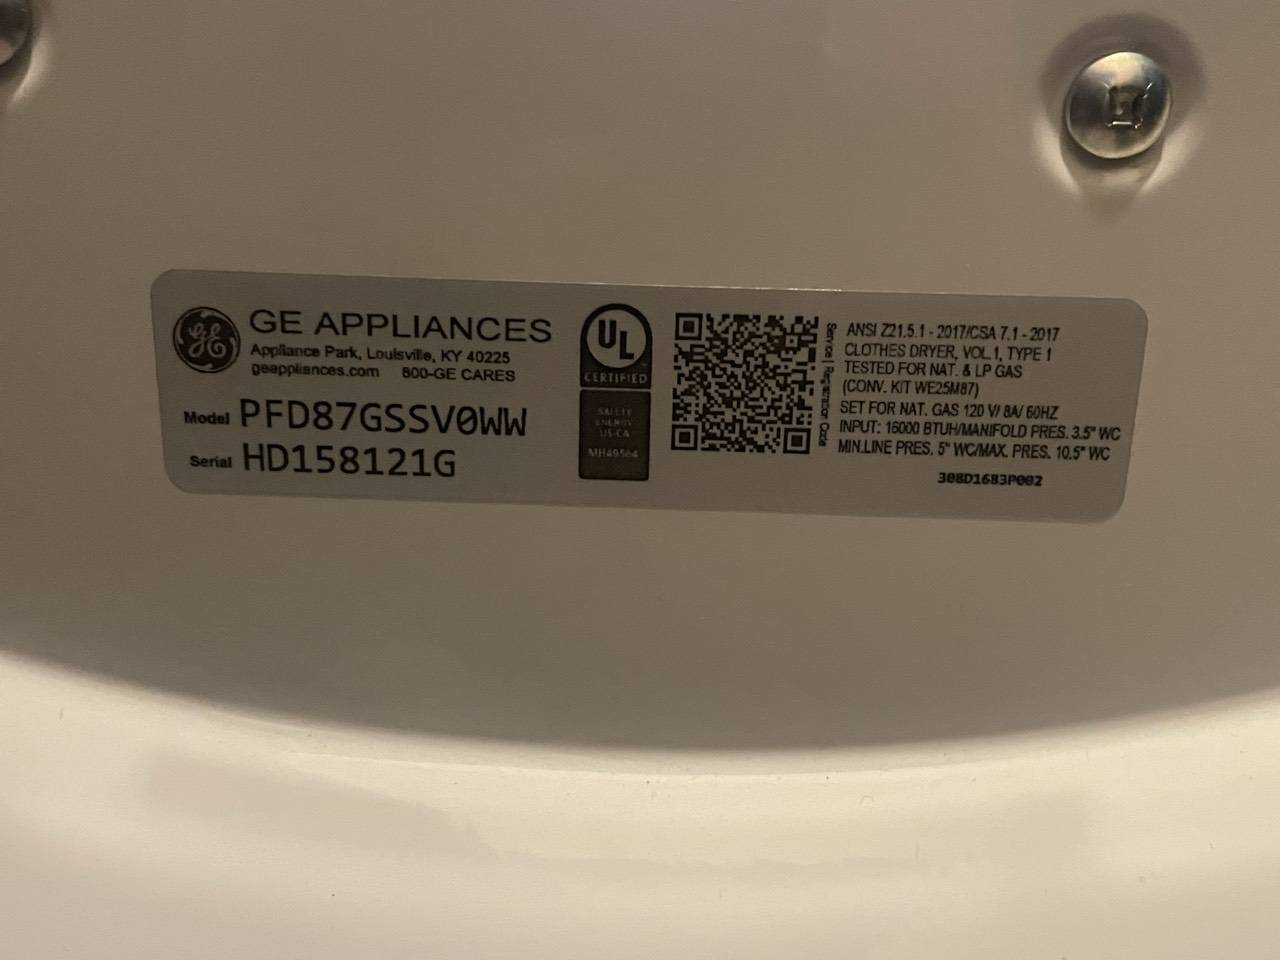 GE
GE APPLIANCES
Appliance Park, Louisville, KY 40225
geappliances.com 800-GE CARES
Model PFD87GSSV0WW
Serial HD158121G
UL
CERTIFIED
SAFETY
ENERGY
US-CA
MH49564
Service | Registration Code
ANSI Z21.5.1 - 2017/CSA 7.1 - 2017
CLOTHES DRYER, VOL.1, TYPE 1
TESTED FOR NAT. & LP GAS
(CONV. KIT WE25M87)
SET FOR NAT. GAS 120 V/ 8A/ 60HZ
INPUT: 16000 BTUH/MANIFOLD PRES. 3.5" WC
MIN.LINE PRES. 5" WC/MAX. PRES. 10.5" WC
308D1683P002